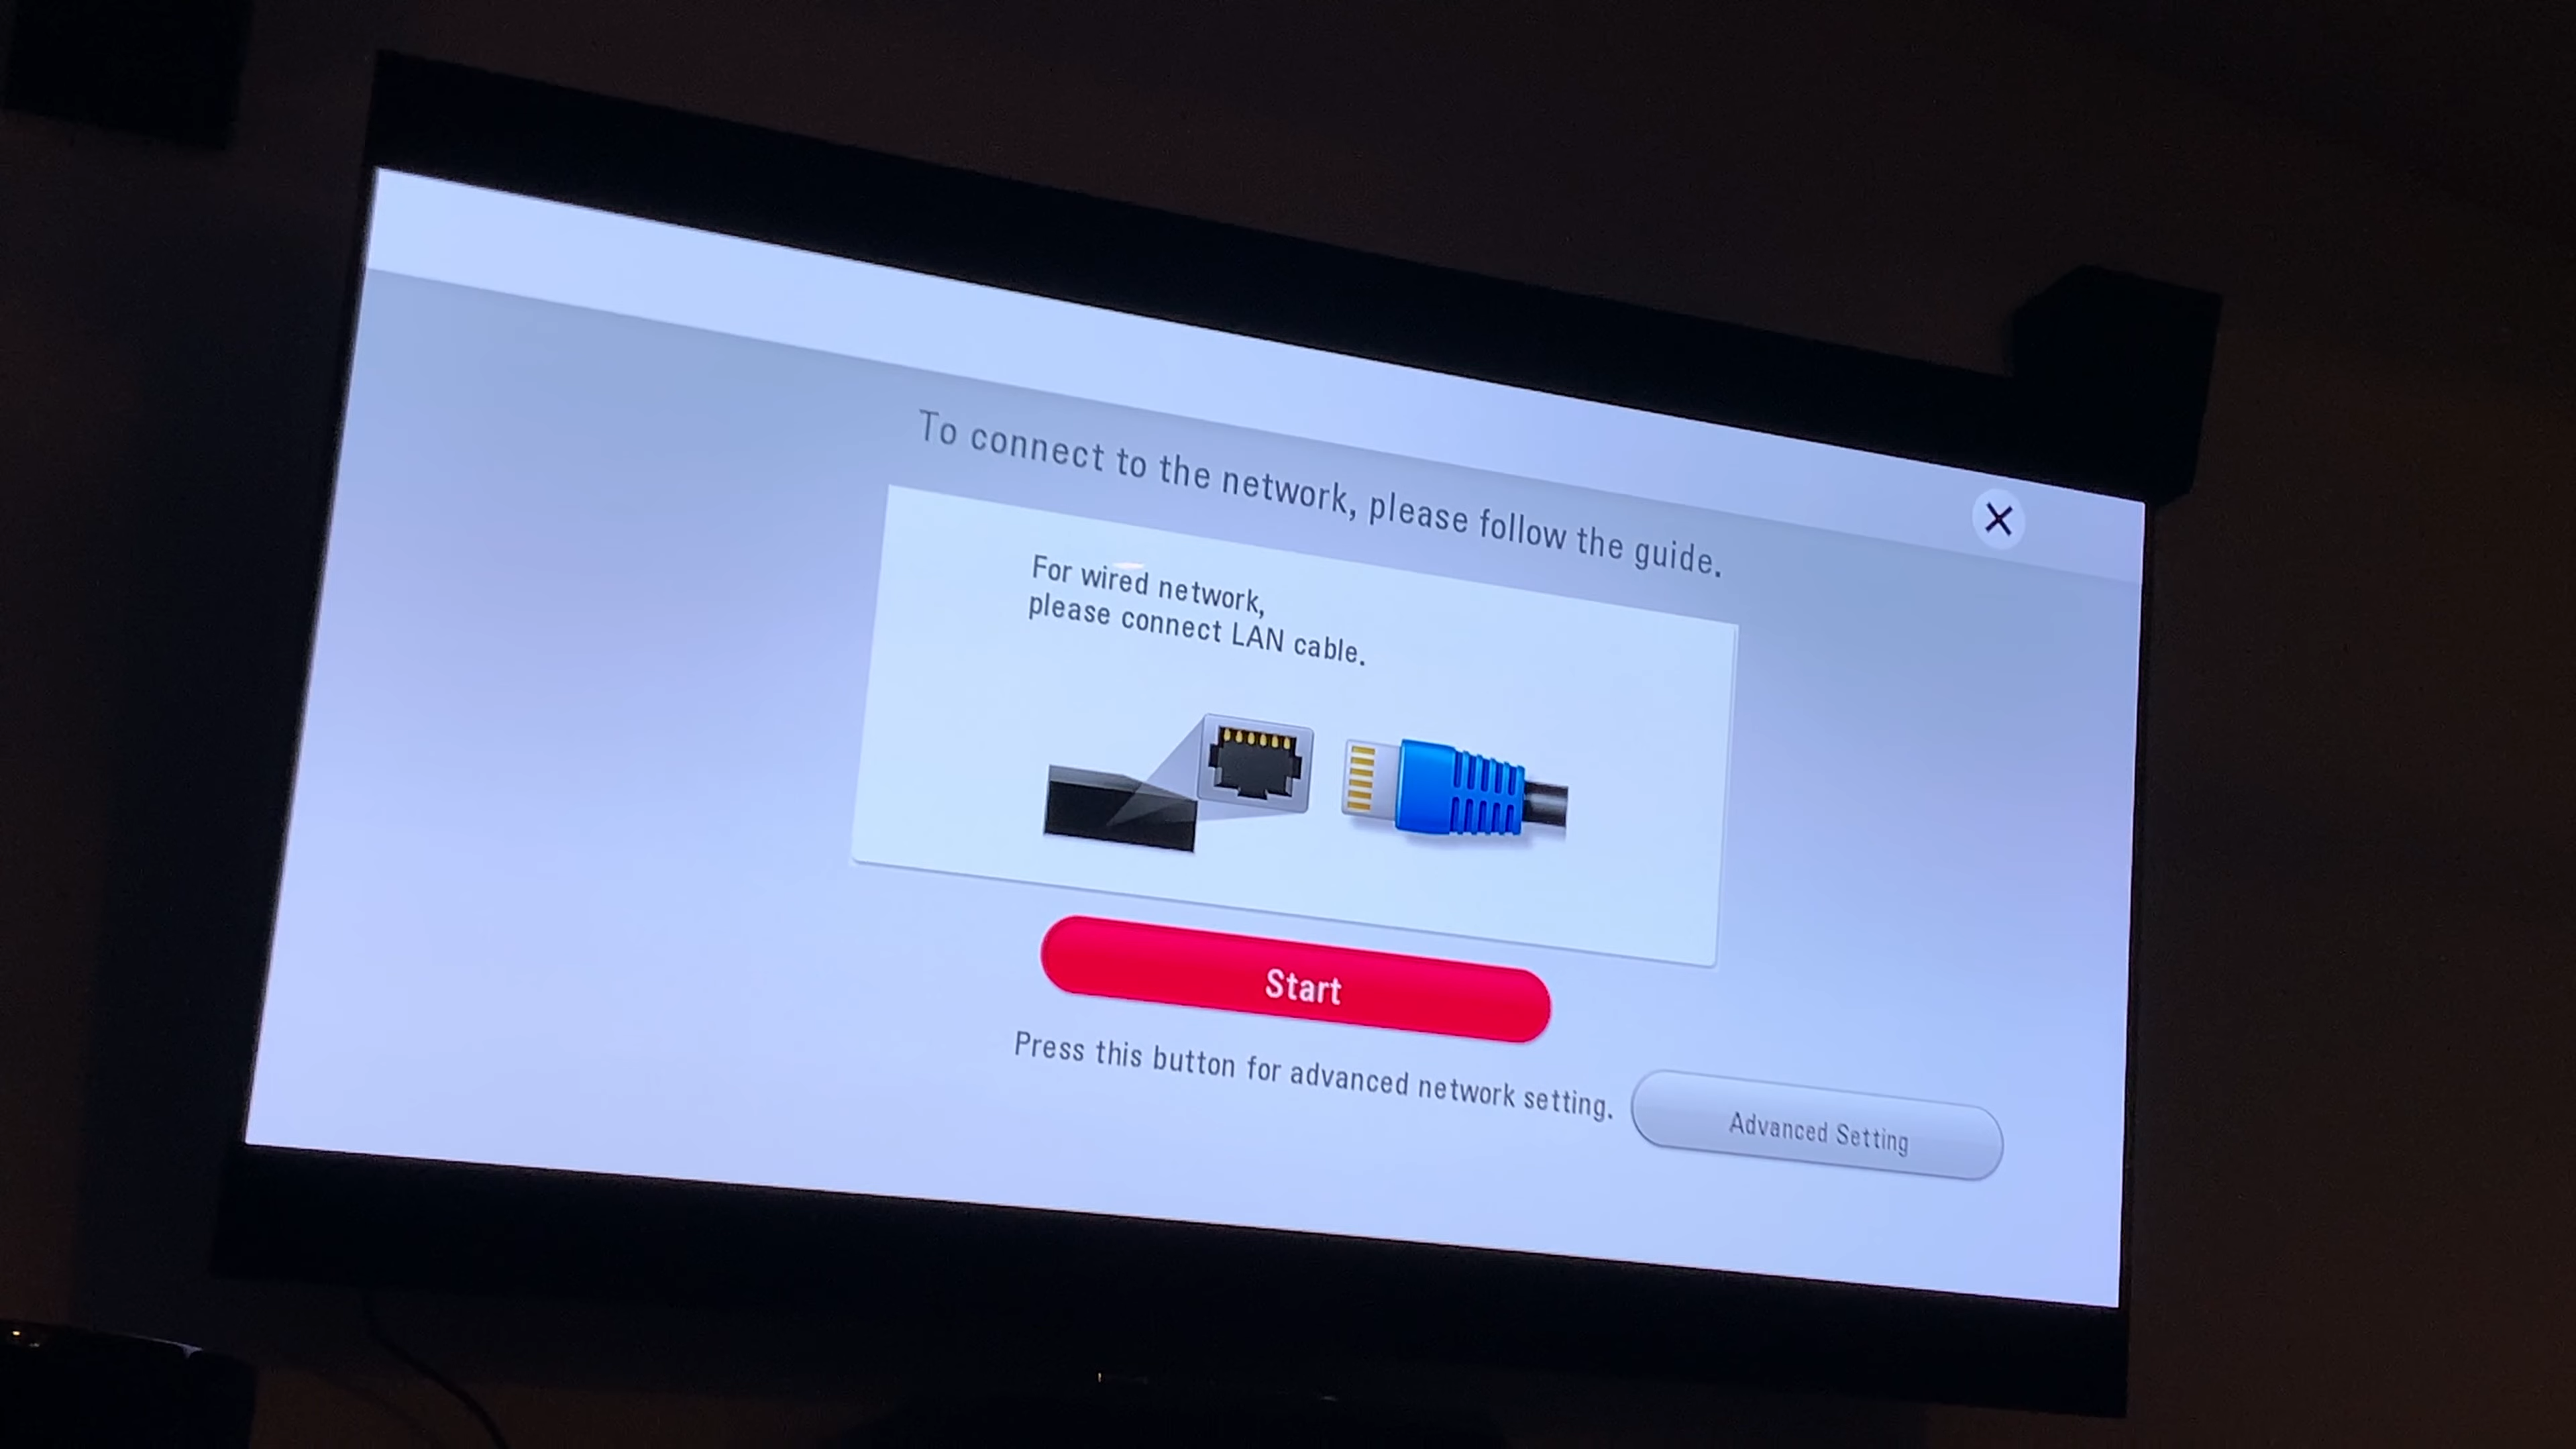 To connect to the network, please follow the guide.
For wired network,
please connect LAN cable.
Start
Press this button for advanced network setting.
Advanced Setting